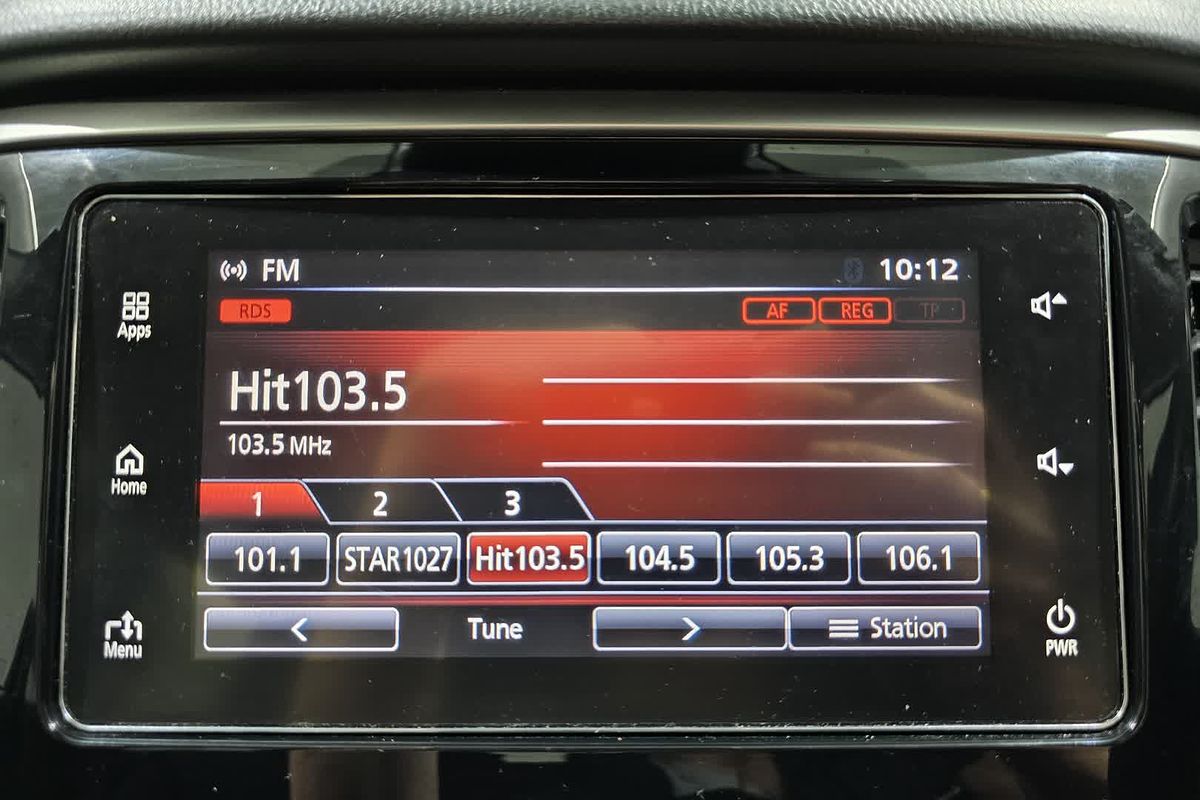 FM 10:12
RDS AF REG TP
Apps
Hit103.5
103.5 MHz
Home
1 2 3
101.1 STAR1027 Hit103.5 104.5 105.3 106.1
< Tune > Station
Menu
PWR